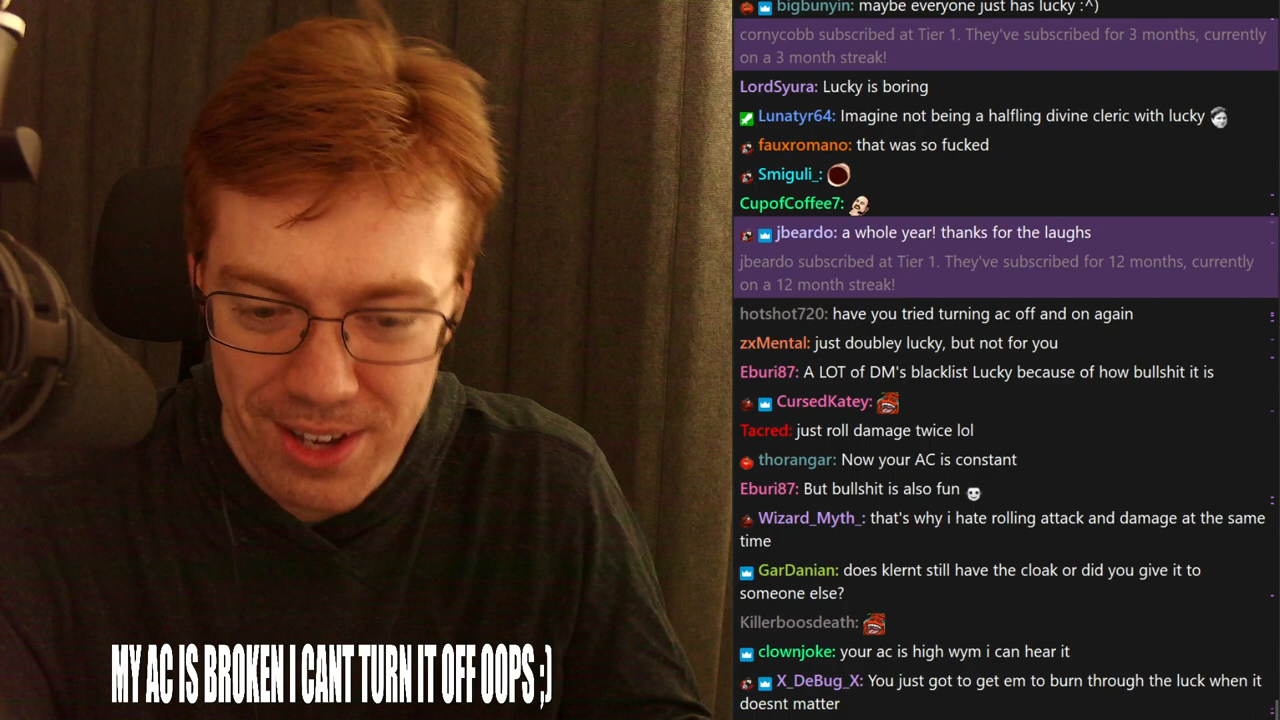 bigbunyin: maybe everyone just has lucky :^)
cornycobb subscribed at Tier 1. They've subscribed for 3 months, currently
on a 3 month streak!
LordSyura: Lucky is boring
Lunatyr64: Imagine not being a halfling divine cleric with lucky
fauxromano: that was so fucked
Smiguli_:
CupofCoffee7:
jbeardo: a whole year! thanks for the laughs
jbeardo subscribed at Tier 1. They've subscribed for 12 months, currently
on a 12 month streak!
hotshot720: have you tried turning ac off and on again
zxMental: just doubley lucky, but not for you
Eburi87: A LOT of DM's blacklist Lucky because of how bullshit it is
CursedKatey:
Tacred: just roll damage twice lol
thorangar: Now your AC is constant
Eburi87: But bullshit is also fun
Wizard_Myth_: that's why i hate rolling attack and damage at the same
time
GarDanian: does klernt still have the cloak or did you give it to
someone else?
Killerboosdeath:
clownjoke: your ac is high wym i can hear it
X_DeBug_X: You just got to get em to burn through the luck when it
doesnt matter
MY AC IS BROKEN I CANT TURN IT OFF OOPS ;)